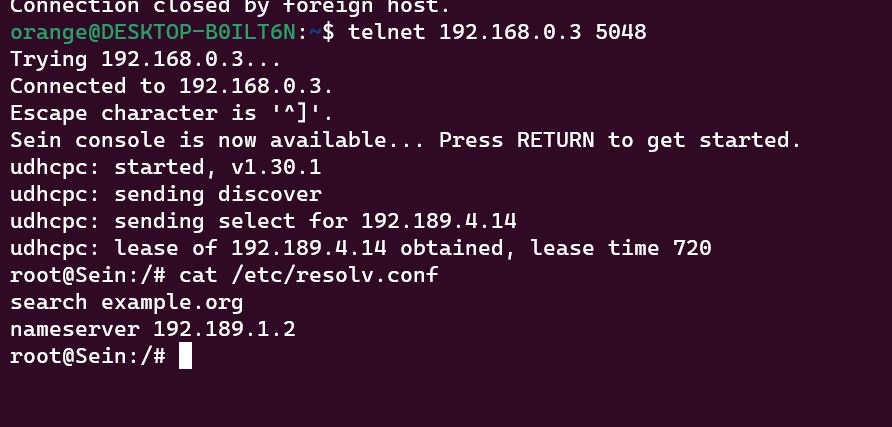 Connection closed by foreign host.
orange@DESKTOP-B0ILT6N:~$ telnet 192.168.0.3 5048
Trying 192.168.0.3...
Connected to 192.168.0.3.
Escape character is '^]'.
Sein console is now available... Press RETURN to get started.
udhcpc: started, v1.30.1
udhcpc: sending discover
udhcpc: sending select for 192.189.4.14
udhcpc: lease of 192.189.4.14 obtained, lease time 720
root@Sein:/# cat /etc/resolv.conf
search example.org
nameserver 192.189.1.2
root@Sein:/#